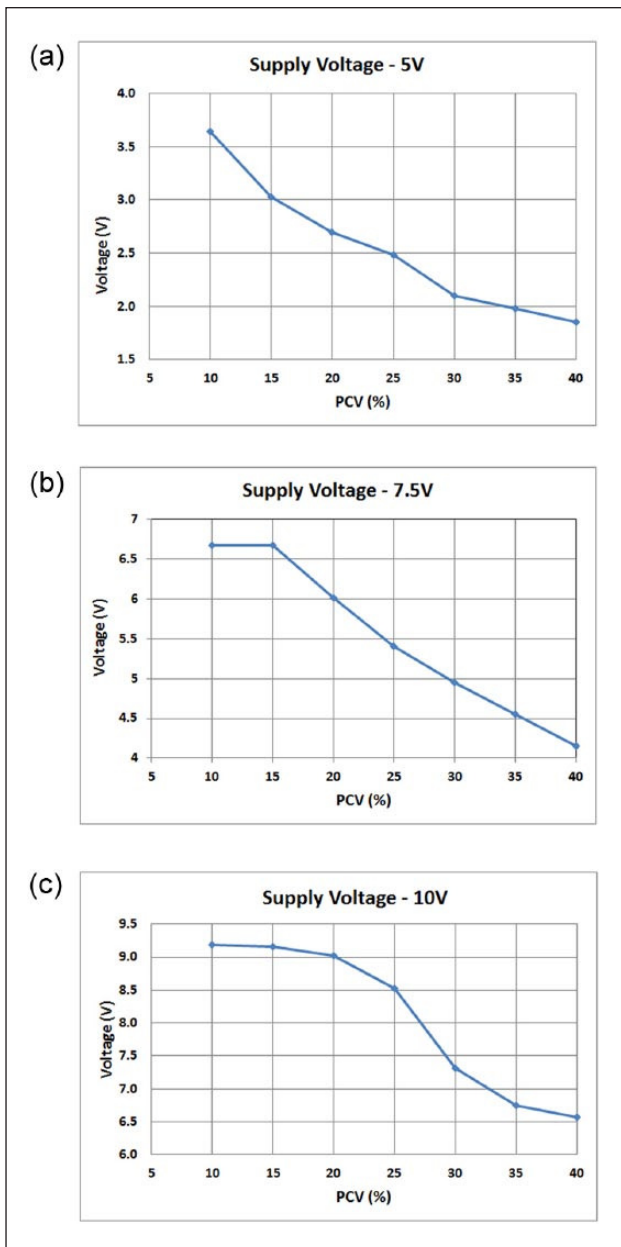 (a)
Supply Voltage - 5V
4.0
3.5
3.0
2.5
2.0
1.5
Voltage (V)
5 10 15 20 25 30 35 40
PCV (%)
(b)
Supply Voltage - 7.5V
7
6.5
6
5.5
5
4.5
4
Voltage (V)
5 10 15 20 25 30 35 40
PCV (%)
(c)
Supply Voltage - 10V
9.5
9.0
8.5
8.0
7.5
7.0
6.5
6.0
Voltage (V)
5 10 15 20 25 30 35 40
PCV (%)